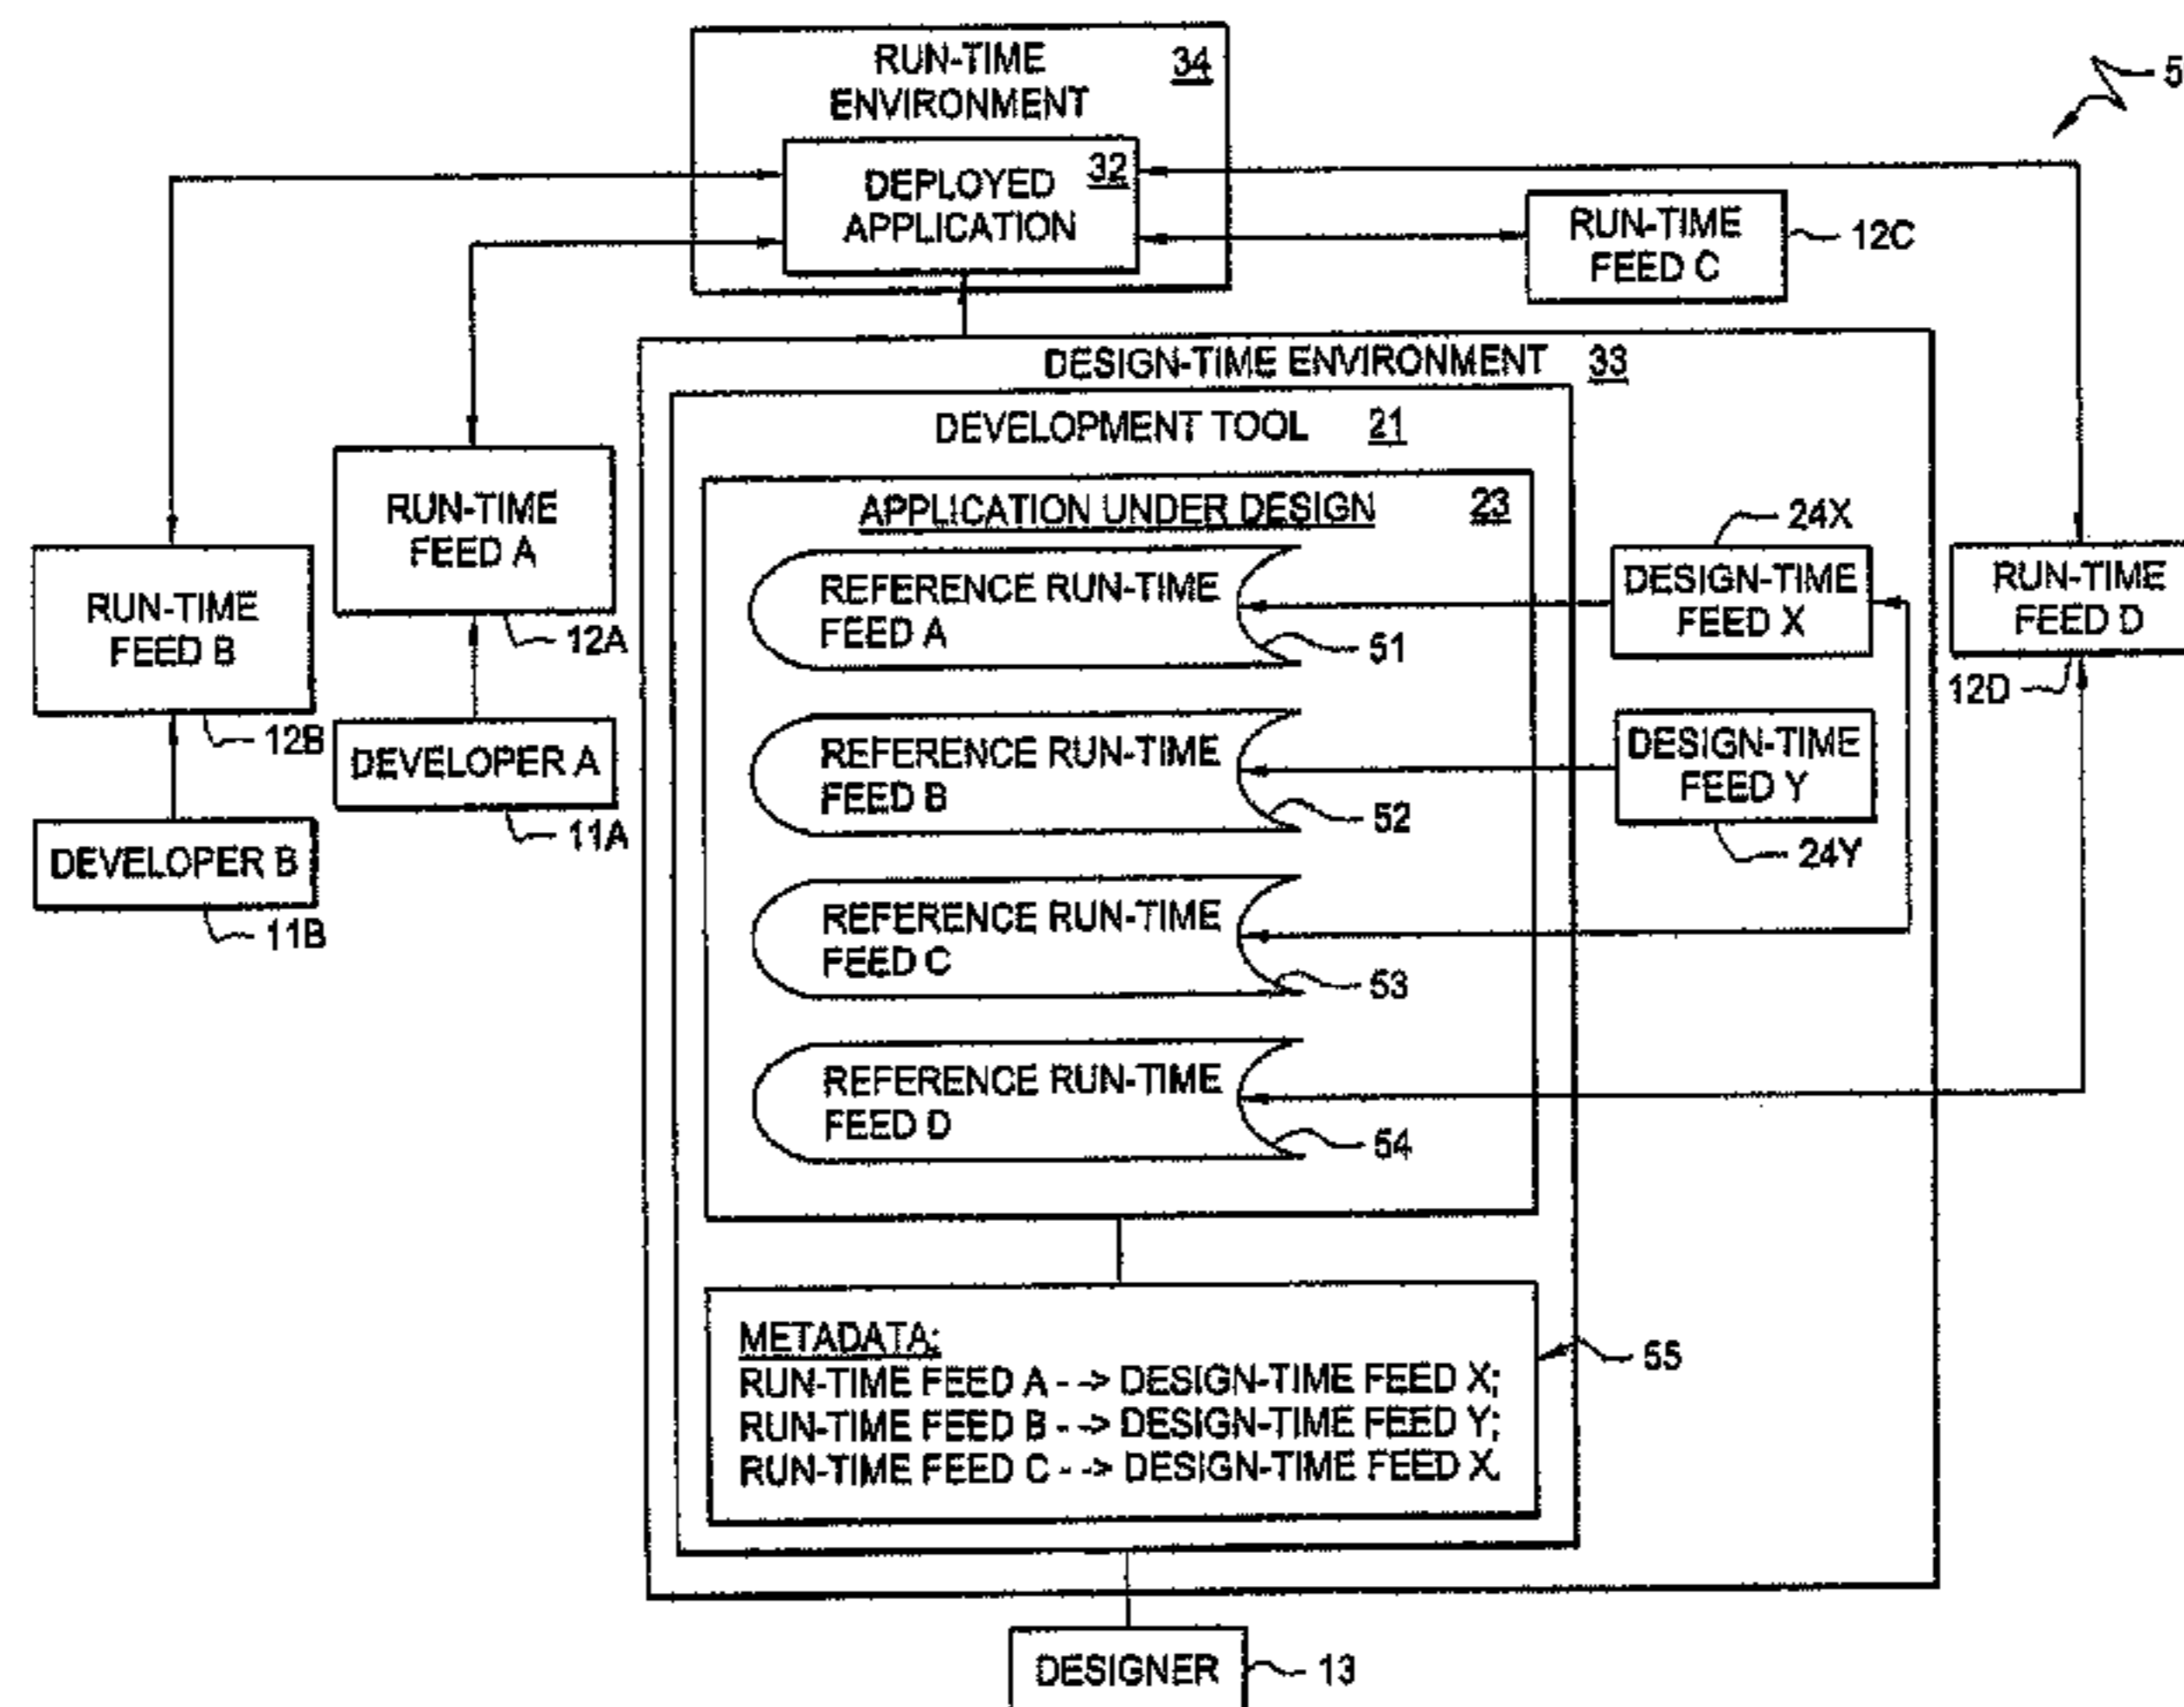 RUN-TIME
ENVIRONMENT
34
5
DEPLOYED
APPLICATION
32
RUN-TIME
FEED C
12C
DESIGN-TIME ENVIRONMENT 33
DEVELOPMENT TOOL 21
APPLICATION UNDER DESIGN 23
RUN-TIME
FEED A
12A
DEVELOPER A
11A
RUN-TIME
FEED B
12B
DEVELOPER B
11B
REFERENCE RUN-TIME
FEED A
51
REFERENCE RUN-TIME
FEED B
52
REFERENCE RUN-TIME
FEED C
53
REFERENCE RUN-TIME
FEED D
54
24X
DESIGN-TIME
FEED X
DESIGN-TIME
FEED Y
24Y
RUN-TIME
FEED D
12D
METADATA:
RUN-TIME FEED A - -> DESIGN-TIME FEED X;
RUN-TIME FEED B - -> DESIGN-TIME FEED Y;
RUN-TIME FEED C - -> DESIGN-TIME FEED X.
55
DESIGNER
13